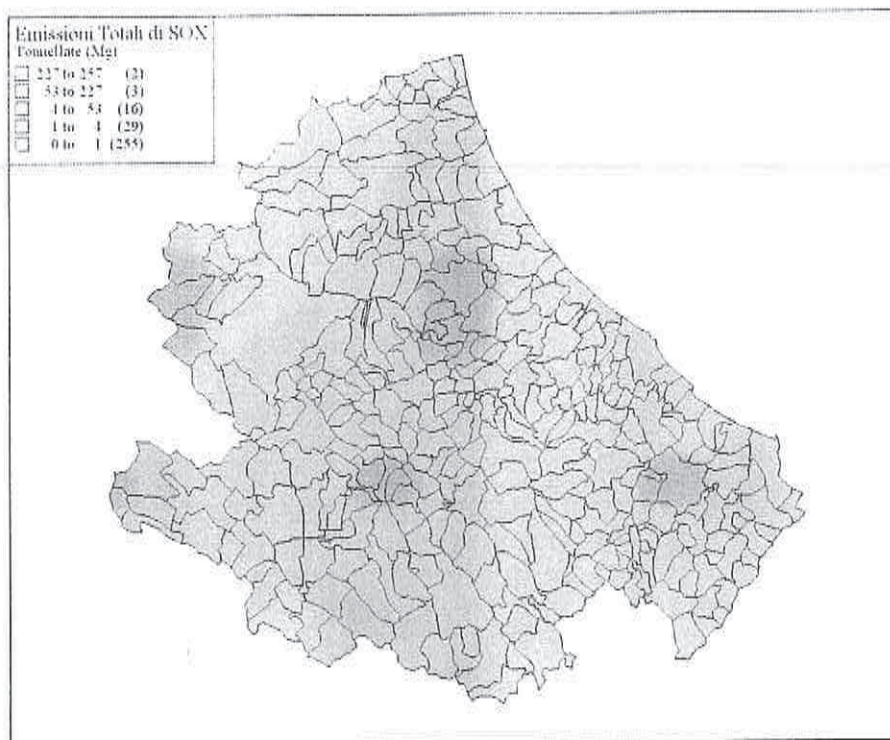 Emissioni Totali di SOX
Tonnellate (Mg)
227 to 257 (2)
53 to 227 (3)
4 to 53 (16)
1 to 4 (29)
0 to 1 (255)